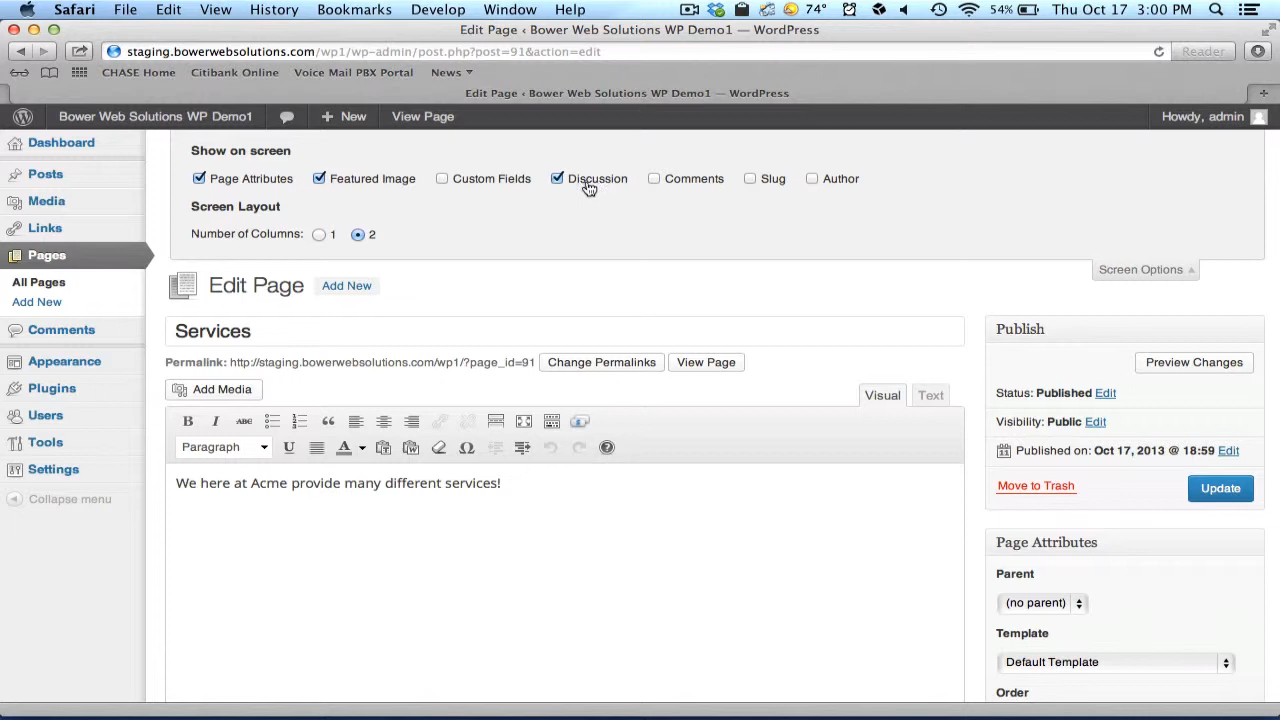 Safari File Edit View History Bookmarks Develop Window Help 74° 54% Thu Oct 17 3:00 PM
Edit Page ‹ Bower Web Solutions WP Demo1 — WordPress
staging.bowerwebsolutions.com/wp1/wp-admin/post.php?post=91&action=edit Reader
CHASE Home Citibank Online Voice Mail PBX Portal News
Edit Page ‹ Bower Web Solutions WP Demo1 — WordPress
Bower Web Solutions WP Demo1 + New View Page Howdy, admin
Dashboard
Posts
Media
Links
Pages
All Pages
Add New
Comments
Appearance
Plugins
Users
Tools
Settings
Collapse menu
Show on screen
Page Attributes Featured Image Custom Fields Discussion Comments Slug Author
Screen Layout
Number of Columns: 1 2
Screen Options
Edit Page Add New
Services
Permalink: http://staging.bowerwebsolutions.com/wp1/?page_id=91 Change Permalinks View Page
Add Media
Visual Text
B I ABC
Paragraph U A Ω ?
We here at Acme provide many different services!
Publish
Preview Changes
Status: Published Edit
Visibility: Public Edit
Published on: Oct 17, 2013 @ 18:59 Edit
Move to Trash Update
Page Attributes
Parent
(no parent)
Template
Default Template
Order